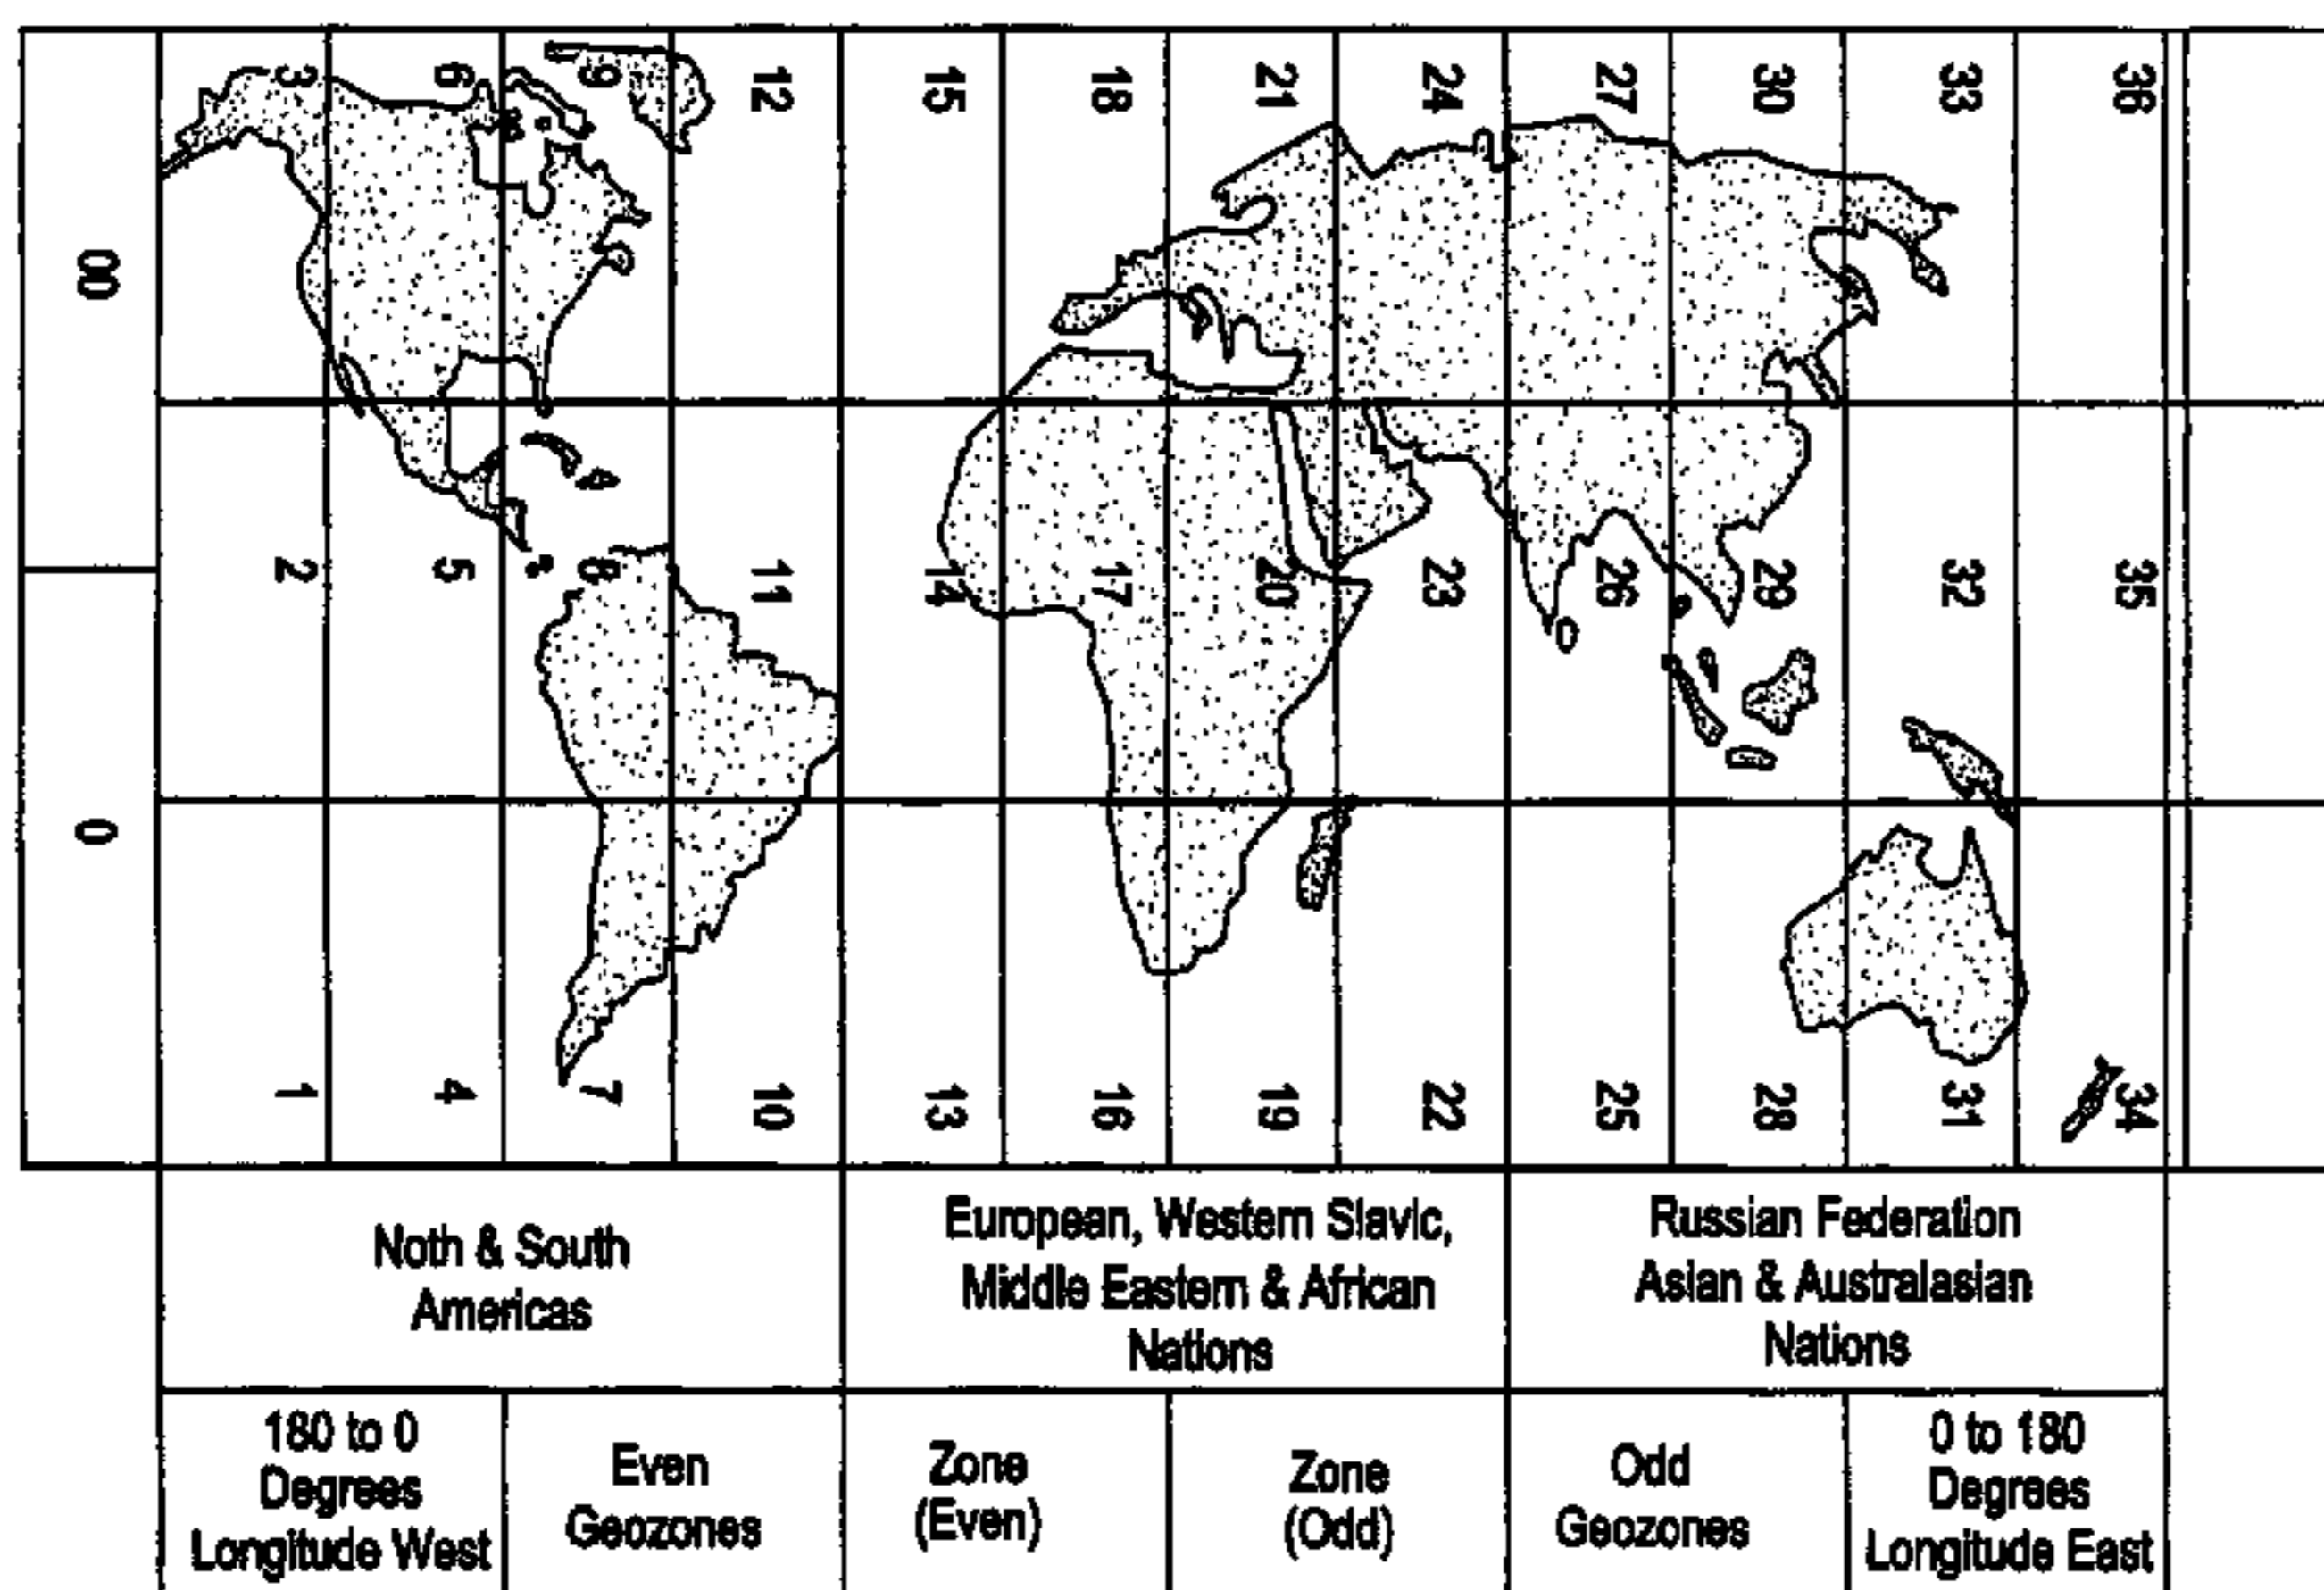 3 6 9 12 15 18 21 24 27 30 33 36
00
2 5 8 11 14 17 20 23 26 29 32 35
0
1 4 7 10 13 16 19 22 25 28 31 34
Noth & South
Americas
European, Western Slavic,
Middle Eastern & African
Nations
Russian Federation
Asian & Australasian
Nations
180 to 0
Degrees
Longitude West
Even
Geozones
Zone
(Even)
Zone
(Odd)
Odd
Geozones
0 to 180
Degrees
Longitude East